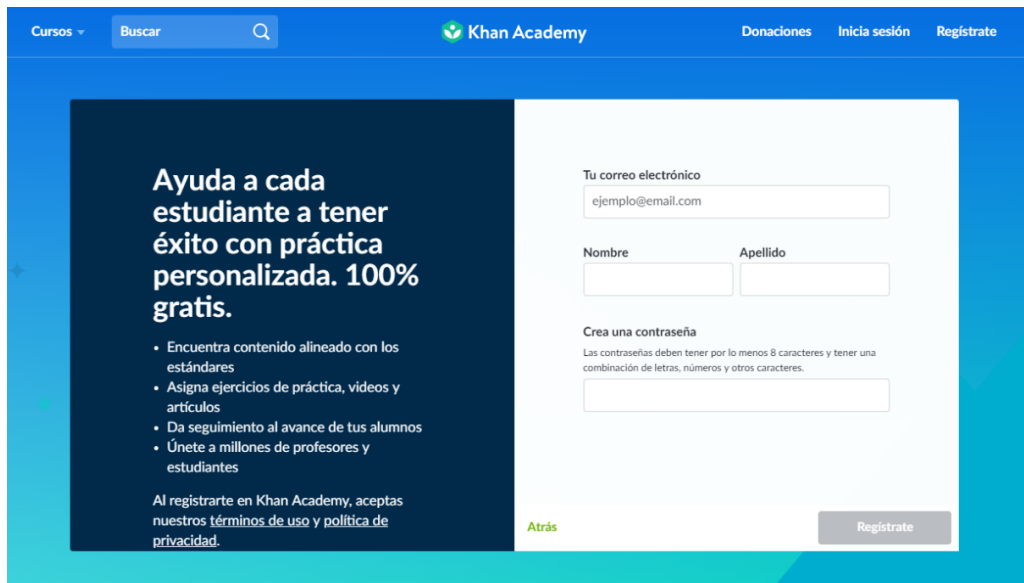 Cursos
Buscar
Khan Academy
Donaciones
Inicia sesión
Regístrate
Ayuda a cada
estudiante a tener
éxito con práctica
personalizada. 100%
gratis.
• Encuentra contenido alineado con los
estándares
• Asigna ejercicios de práctica, videos y
artículos
• Da seguimiento al avance de tus alumnos
• Únete a millones de profesores y
estudiantes
Al registrarte en Khan Academy, aceptas
nuestros términos de uso y política de
privacidad.
Tu correo electrónico
ejemplo@email.com
Nombre
Apellido
Crea una contraseña
Las contraseñas deben tener por lo menos 8 caracteres y tener una
combinación de letras, números y otros caracteres.
Atrás
Regístrate